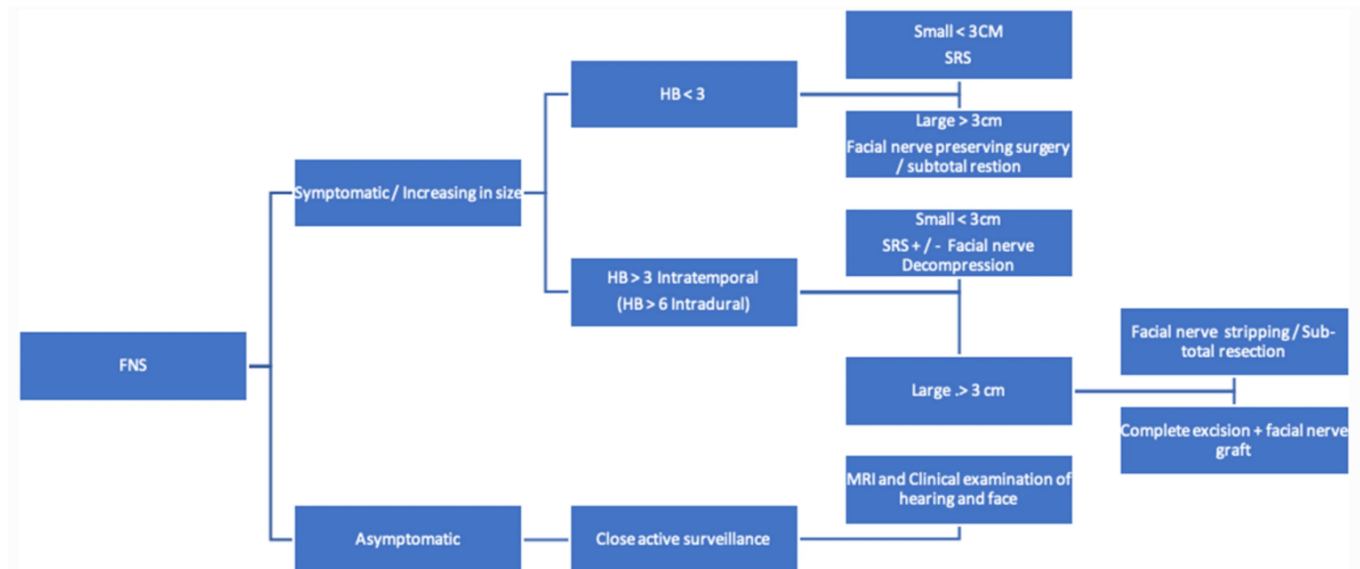 Small < 3CM
SRS
HB < 3
Large > 3cm
Facial nerve preserving surgery
/ subtotal restion
Symptomatic / Increasing in size
Small < 3cm
SRS + / - Facial nerve
Decompression
HB > 3 Intratemporal
(HB > 6 Intradural)
FNS
Facial nerve stripping / Sub-
total resection
Large .> 3 cm
Complete excision + facial nerve
graft
MRI and Clinical examination of
hearing and face
Asymptomatic
Close active surveillance